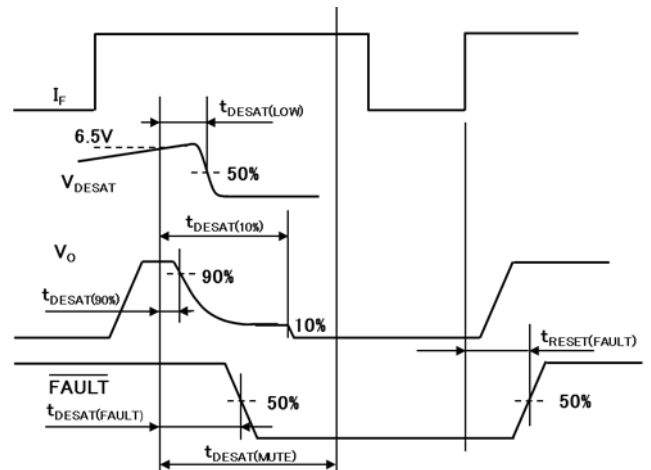 I_F
t_DESAT(LOW)
6.5V
50%
V_DESAT
t_DESAT(10%)
V_O
90%
t_DESAT(90%)
10%
t_RESET(FAULT)
FAULT
50%
50%
t_DESAT(FAULT)
t_DESAT(MUTE)